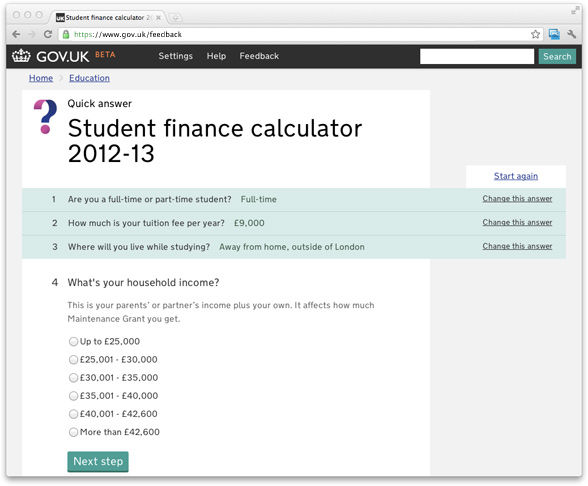 UK Student finance calculator 20
https://www.gov.uk/feedback
GOV.UK BETA Settings Help Feedback Search
Home Education
?
Quick answer
Student finance calculator
2012-13
Start again
1 Are you a full-time or part-time student? Full-time Change this answer
2 How much is your tuition fee per year? £9,000 Change this answer
3 Where will you live while studying? Away from home, outside of London Change this answer
4 What's your household income?
This is your parents' or partner's income plus your own. It affects how much
Maintenance Grant you get.
Up to £25,000
£25,001 - £30,000
£30,001 - £35,000
£35,001 - £40,000
£40,001 - £42,600
More than £42,600
Next step